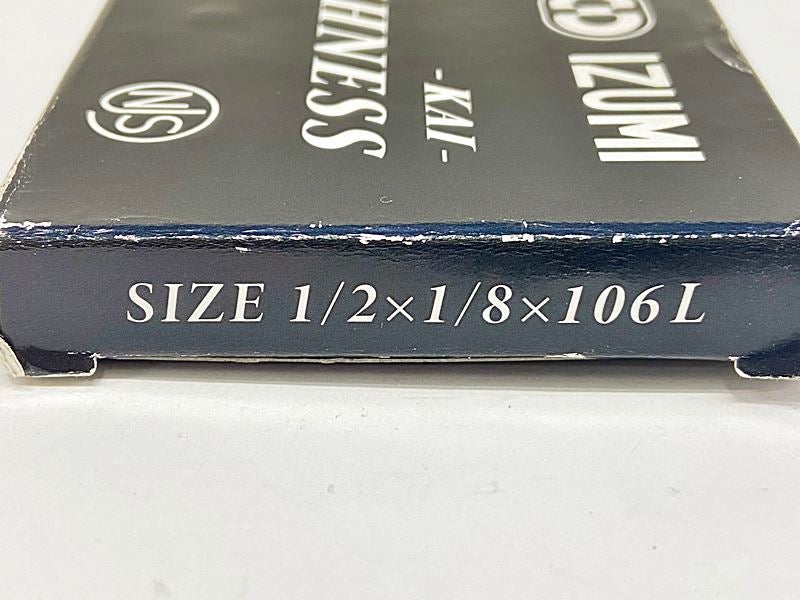 IZUMI
-KAI-
NJS
SIZE 1/2×1/8×106L